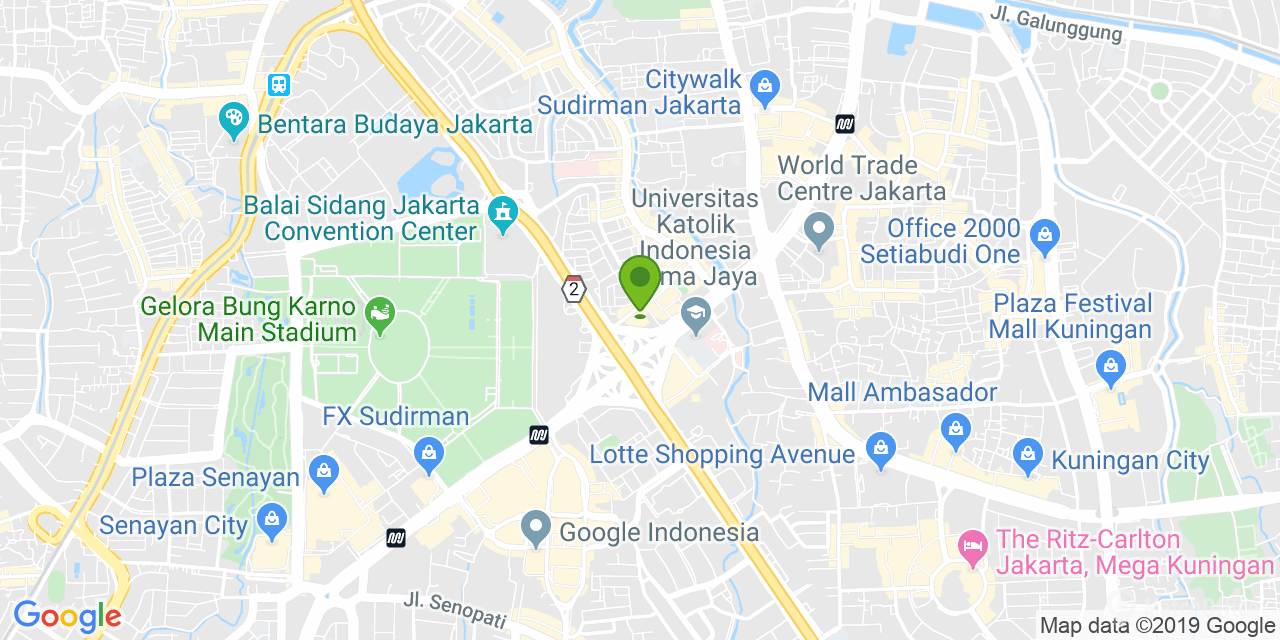 Jl. Galunggung
Citywalk
Sudirman Jakarta
Bentara Budaya Jakarta
World Trade
Centre Jakarta
Universitas
Katolik
Indonesia
ma Jaya
Balai Sidang Jakarta
Convention Center
Office 2000
Setiabudi One
2
Gelora Bung Karno
Main Stadium
Plaza Festival
Mall Kuningan
Mall Ambasador
FX Sudirman
Lotte Shopping Avenue
Kuningan City
Plaza Senayan
Senayan City
Google Indonesia
The Ritz-Carlton
Jakarta, Mega Kuningan
Jl. Senopati
Google
Map data ©2019 Google